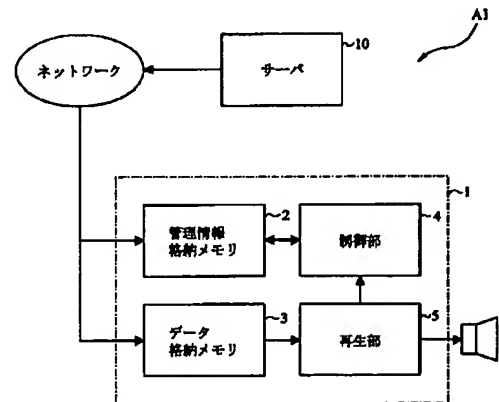 A1
10
ネットワーク
サーバ
1
2
4
管理情報
格納メモリ
制御部
3
5
データ
格納メモリ
再生部